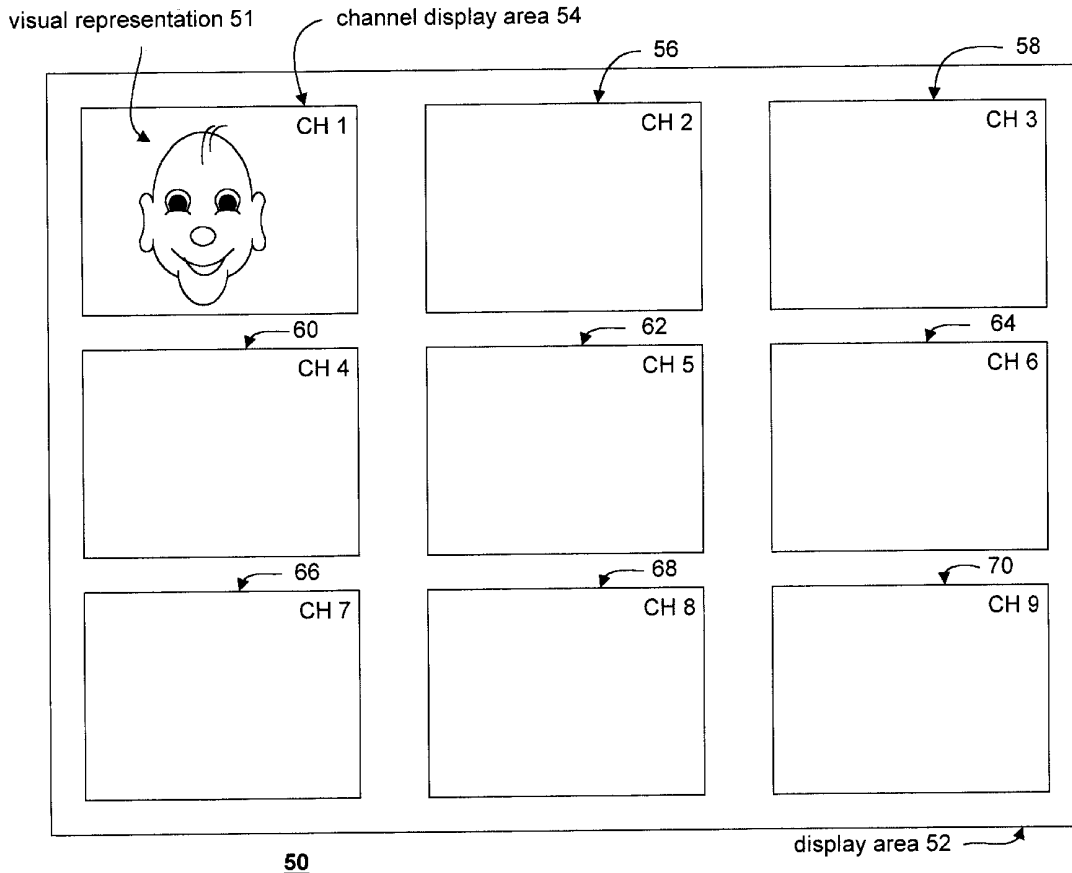 visual representation 51
channel display area 54
56
58
CH 1
CH 2
CH 3
60
62
64
CH 4
CH 5
CH 6
66
68
70
CH 7
CH 8
CH 9
display area 52
50